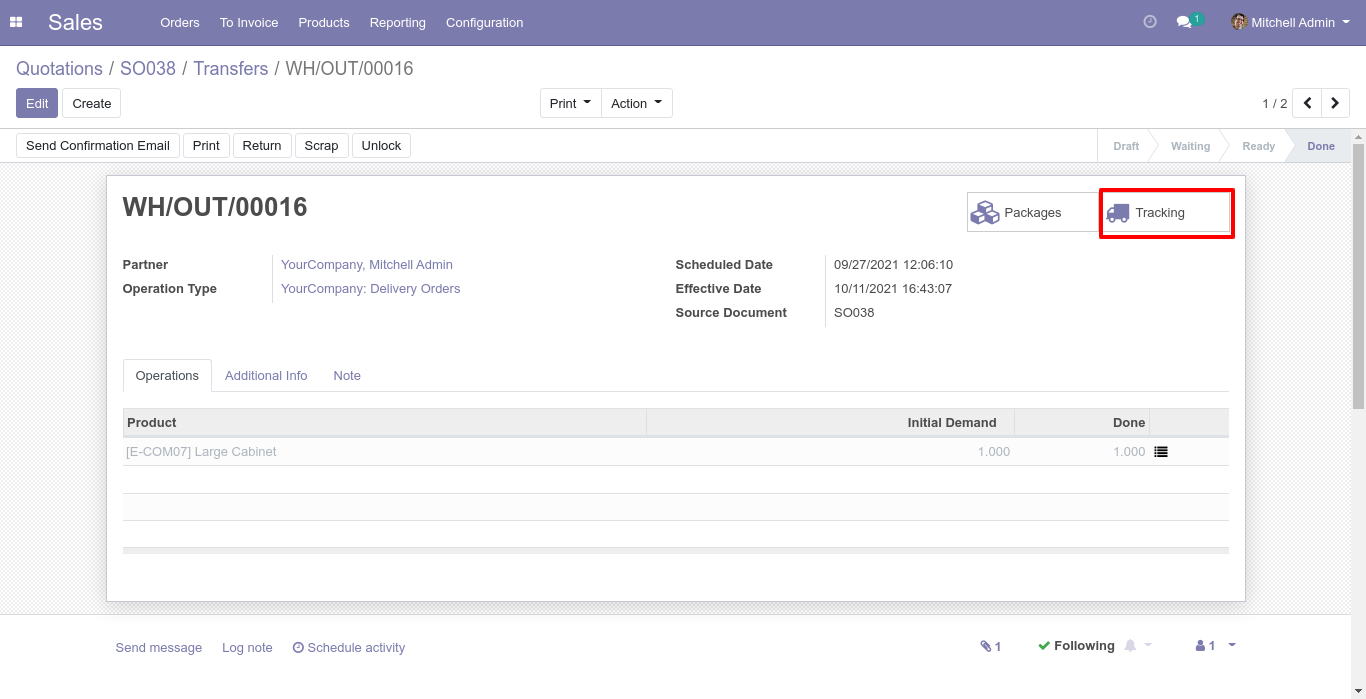 Sales Orders To Invoice Products Reporting Configuration 1 Mitchell Admin
Quotations / SO038 / Transfers / WH/OUT/00016
Edit Create Print Action 1 / 2
Send Confirmation Email Print Return Scrap Unlock Draft Waiting Ready Done
WH/OUT/00016
Packages Tracking
Partner YourCompany, Mitchell Admin Scheduled Date 09/27/2021 12:06:10
Operation Type YourCompany: Delivery Orders Effective Date 10/11/2021 16:43:07
Source Document SO038
Operations Additional Info Note
Product Initial Demand Done
[E-COM07] Large Cabinet 1.000 1.000
Send message Log note Schedule activity 1 Following 1